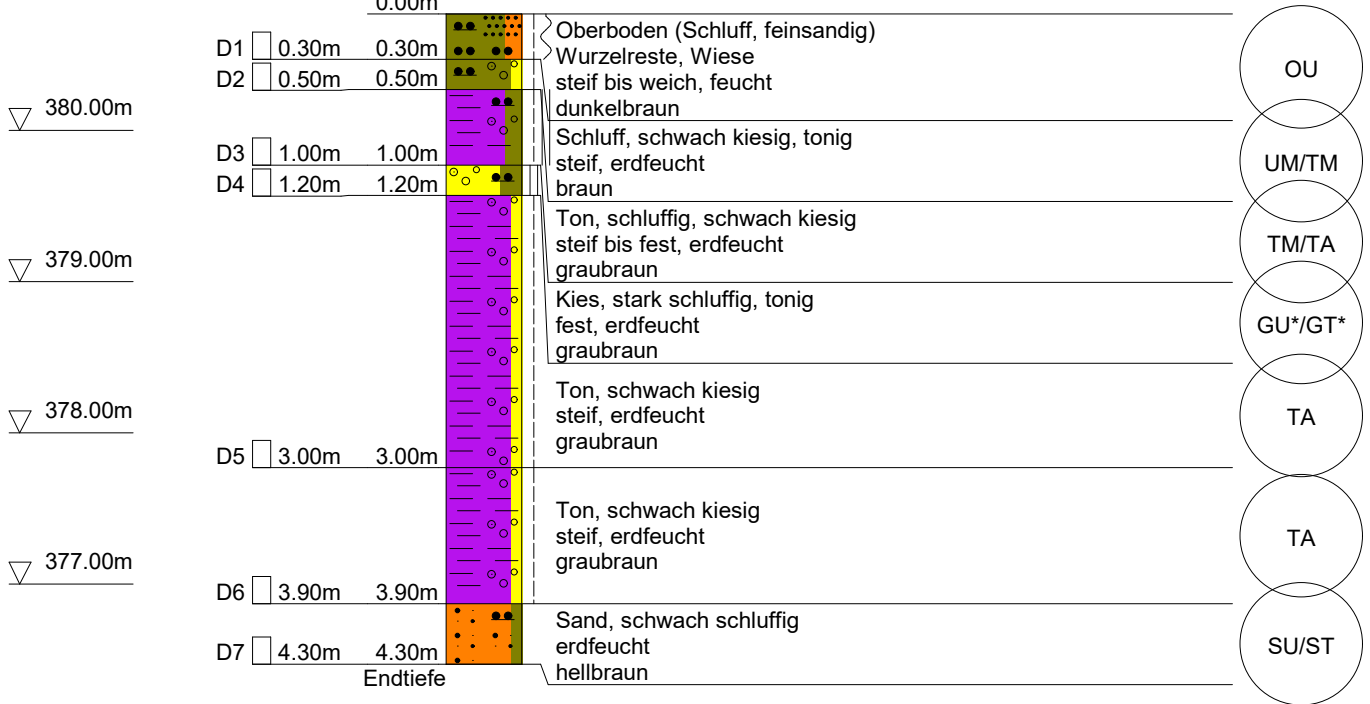 0.00m
Oberboden (Schluff, feinsandig)
Wurzelreste, Wiese
steif bis weich, feucht
dunkelbraun
OU
D1 0.30m 0.30m
D2 0.50m 0.50m
380.00m
Schluff, schwach kiesig, tonig
steif, erdfeucht
braun
UM/TM
D3 1.00m 1.00m
D4 1.20m 1.20m
Ton, schluffig, schwach kiesig
steif bis fest, erdfeucht
graubraun
TM/TA
379.00m
Kies, stark schluffig, tonig
fest, erdfeucht
graubraun
GU*/GT*
378.00m
Ton, schwach kiesig
steif, erdfeucht
graubraun
TA
D5 3.00m 3.00m
Ton, schwach kiesig
steif, erdfeucht
graubraun
TA
377.00m
D6 3.90m 3.90m
Sand, schwach schluffig
erdfeucht
hellbraun
SU/ST
D7 4.30m 4.30m
Endtiefe